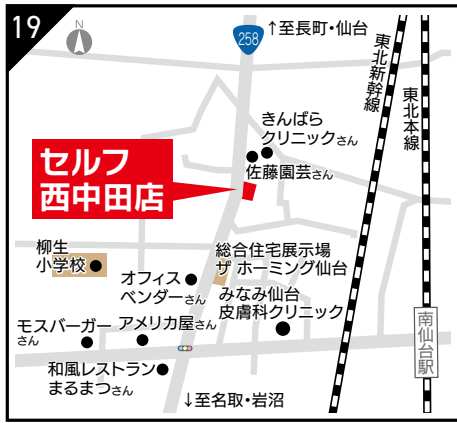 19
N
258
↑至長町・仙台
東北新幹線
東北本線
きんぱら
クリニックさん
佐藤園芸さん
セルフ
西中田店
柳生
小学校
総合住宅展示場
ザ ホーミング仙台
オフィス
ベンダーさん
みなみ仙台
皮膚科クリニック
モスバーガー
さん
アメリカ屋さん
南仙台駅
和風レストラン
まるまつさん
↓至名取・岩沼